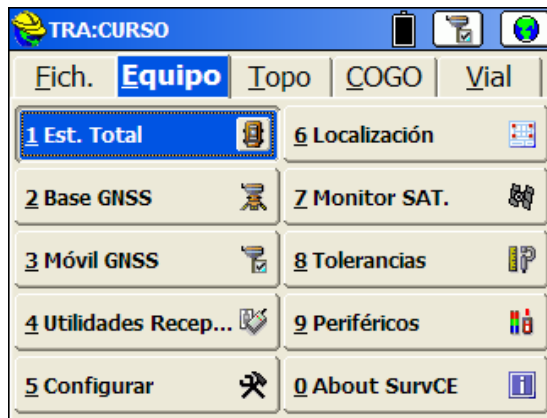 TRA:CURSO
Fich. Equipo Topo COGO Vial
1 Est. Total
6 Localización
2 Base GNSS
7 Monitor SAT.
3 Móvil GNSS
8 Tolerancias
4 Utilidades Recep...
9 Periféricos
5 Configurar
0 About SurvCE